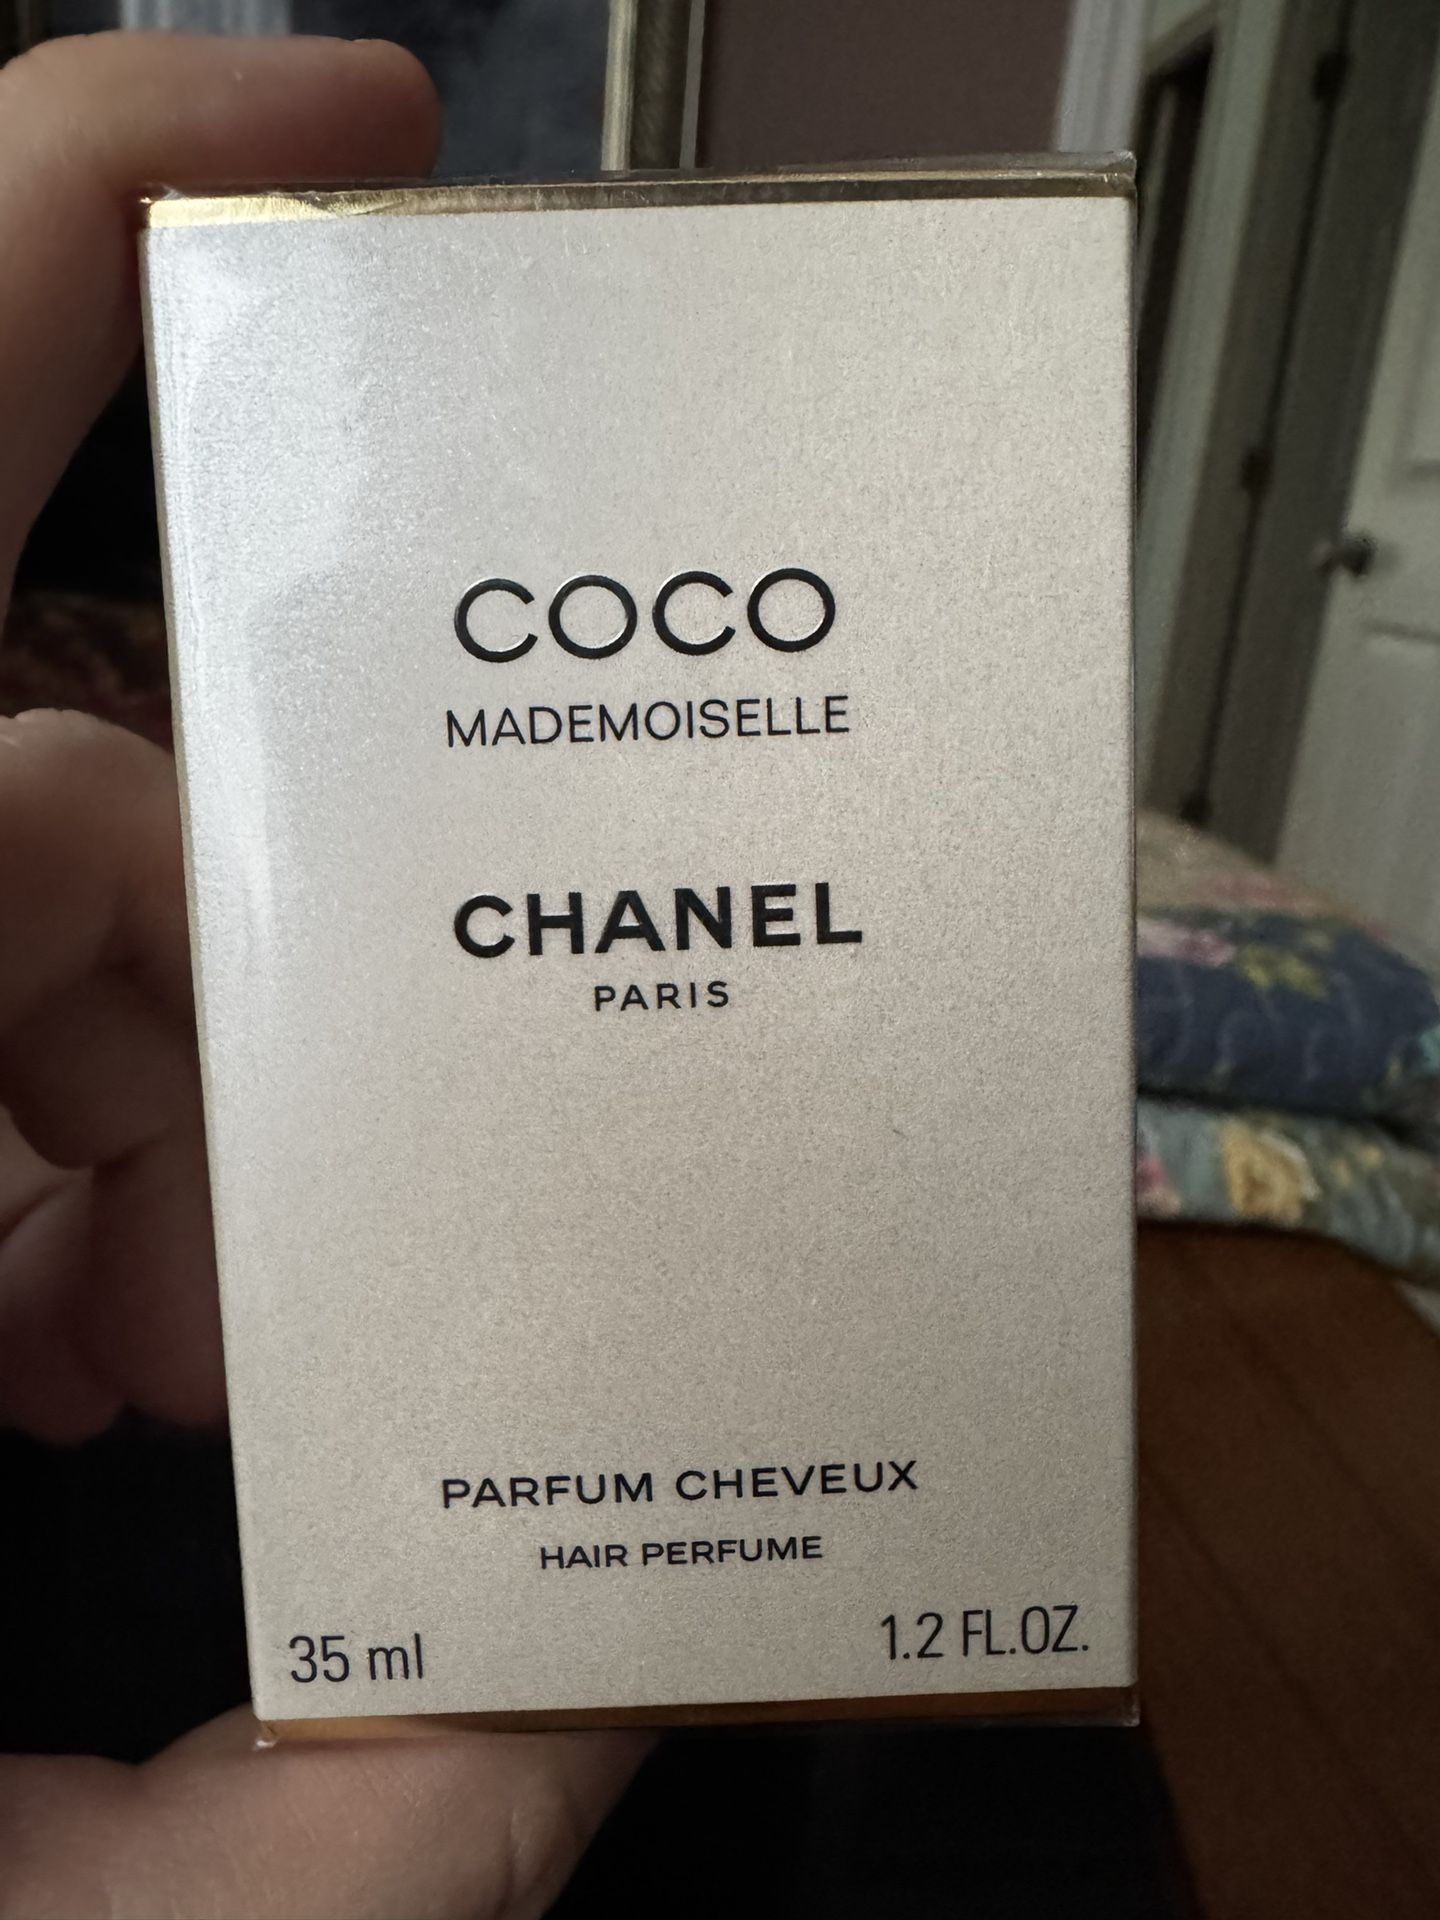 COCO
MADEMOISELLE
CHANEL
PARIS
PARFUM CHEVEUX
HAIR PERFUME
35 ml 1.2 FL.OZ.